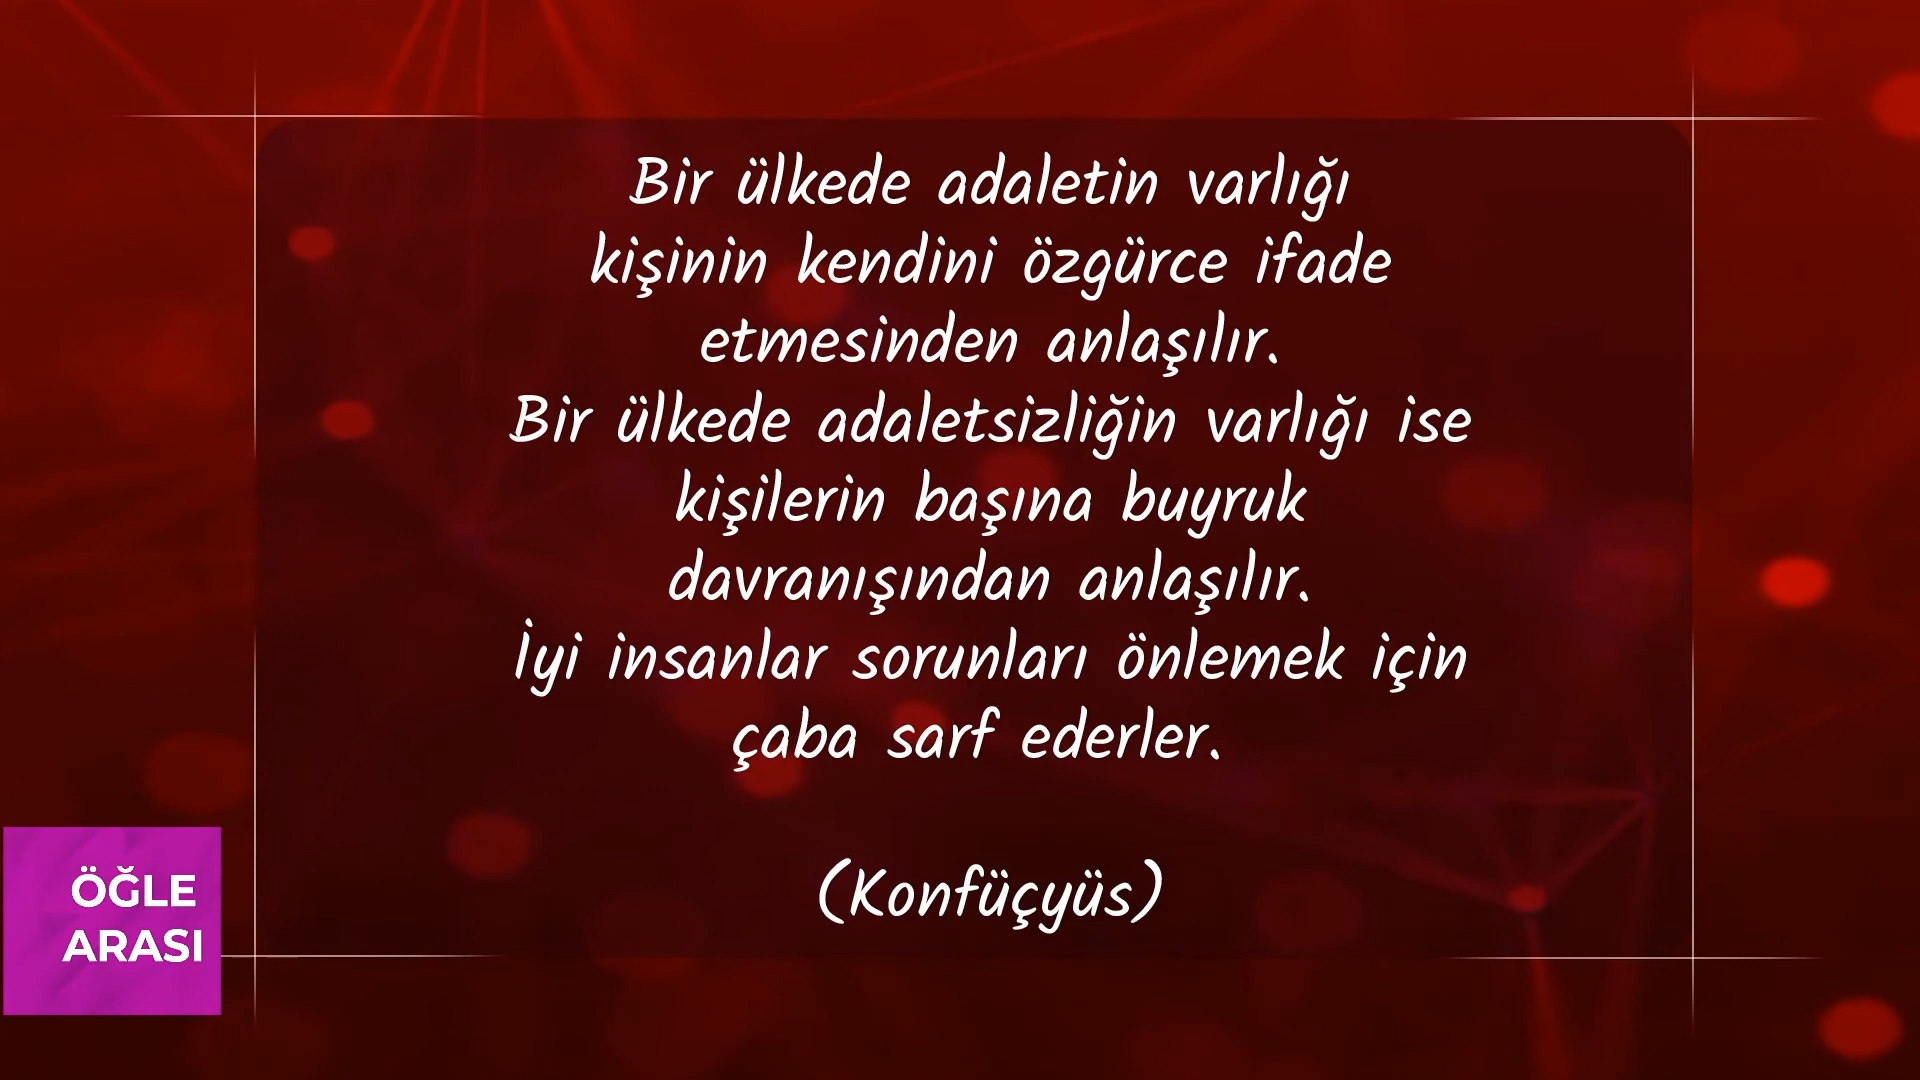 Bir ülkede adaletin varlığı
kişinin kendini özgürce ifade
etmesinden anlaşılır.
Bir ülkede adaletsizliğin varlığı ise
kişilerin başına buyruk
davranışından anlaşılır.
İyi insanlar sorunları önlemek için
çaba sarf ederler.
(Konfüçyüs)
ÖĞLE
ARASI